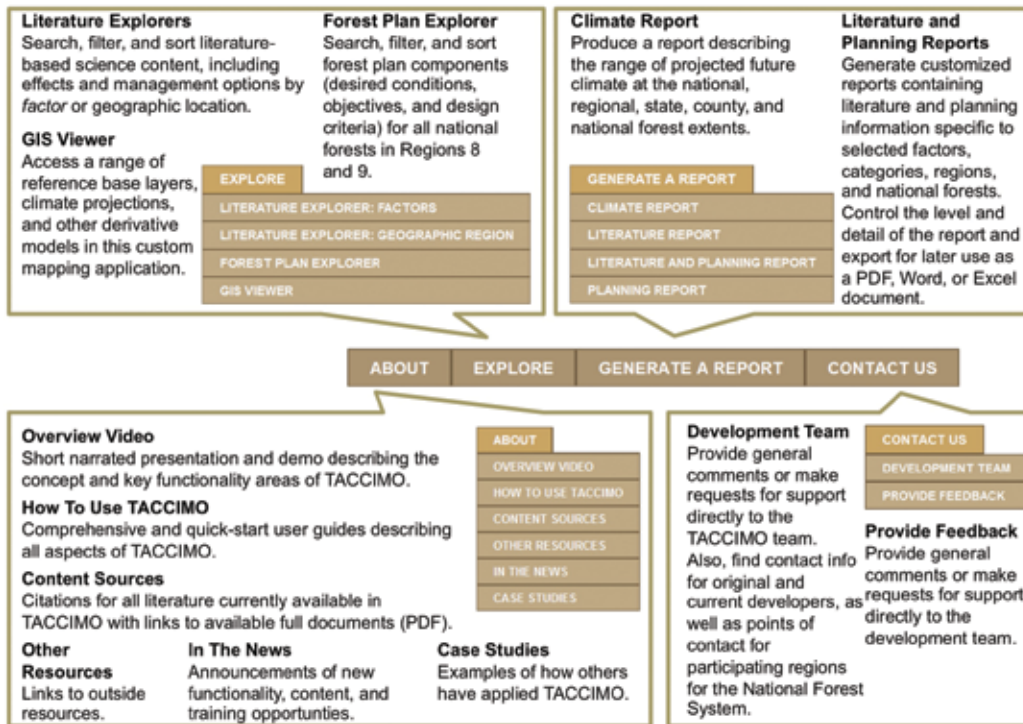 Literature Explorers
Search, filter, and sort literature-
based science content, including
effects and management options by
factor or geographic location.
GIS Viewer
Access a range of
reference base layers,
climate projections,
and other derivative
models in this custom
mapping application.
Forest Plan Explorer
Search, filter, and sort
forest plan components
(desired conditions,
objectives, and design
criteria) for all national
forests in Regions 8
and 9.
EXPLORE
LITERATURE EXPLORER: FACTORS
LITERATURE EXPLORER: GEOGRAPHIC REGION
FOREST PLAN EXPLORER
GIS VIEWER
Climate Report
Produce a report describing
the range of projected future
climate at the national,
regional, state, county, and
national forest extents.
GENERATE A REPORT
CLIMATE REPORT
LITERATURE REPORT
LITERATURE AND PLANNING REPORT
PLANNING REPORT
Literature and
Planning Reports
Generate customized
reports containing
literature and planning
information specific to
selected factors,
categories, regions,
and national forests.
Control the level and
detail of the report and
export for later use as
a PDF, Word, or Excel
document.
ABOUT EXPLORE GENERATE A REPORT CONTACT US
Overview Video
Short narrated presentation and demo describing the
concept and key functionality areas of TACCIMO.
How To Use TACCIMO
Comprehensive and quick-start user guides describing
all aspects of TACCIMO.
Content Sources
Citations for all literature currently available in
TACCIMO with links to available full documents (PDF).
Other
Resources
Links to outside
resources.
In The News
Announcements of new
functionality, content, and
training opportunties.
Case Studies
Examples of how others
have applied TACCIMO.
ABOUT
OVERVIEW VIDEO
HOW TO USE TACCIMO
CONTENT SOURCES
OTHER RESOURCES
IN THE NEWS
CASE STUDIES
Development Team
Provide general
comments or make
requests for support
directly to the
TACCIMO team.
Also, find contact info
for original and
current developers, as
well as points of
contact for
participating regions
for the National Forest
System.
CONTACT US
DEVELOPMENT TEAM
PROVIDE FEEDBACK
Provide Feedback
Provide general
comments or make
requests for support
directly to the
development team.